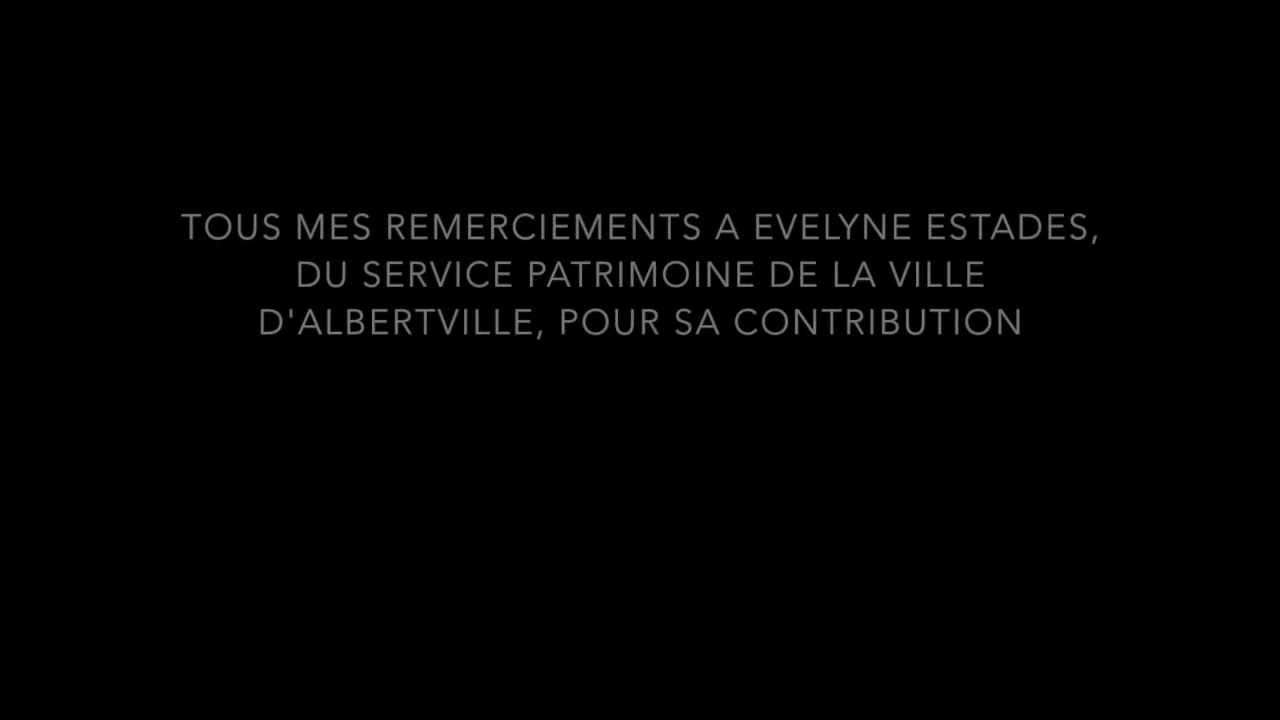 TOUS MES REMERCIEMENTS A EVELYNE ESTADES,
DU SERVICE PATRIMOINE DE LA VILLE
D'ALBERTVILLE, POUR SA CONTRIBUTION